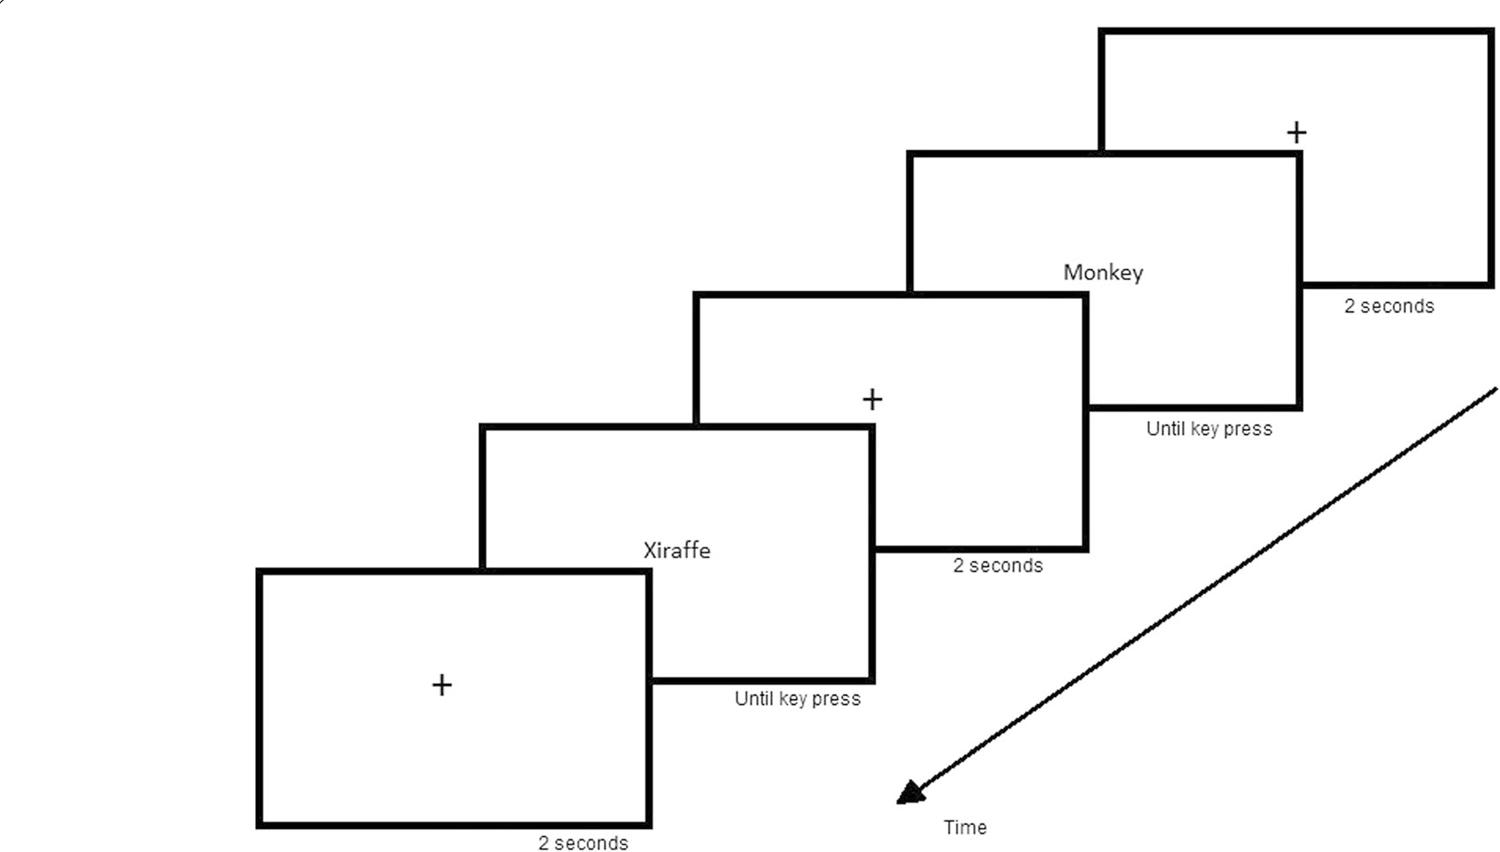 +
Monkey
2 seconds
+
Until key press
Xiraffe
2 seconds
+
Until key press
Time
2 seconds